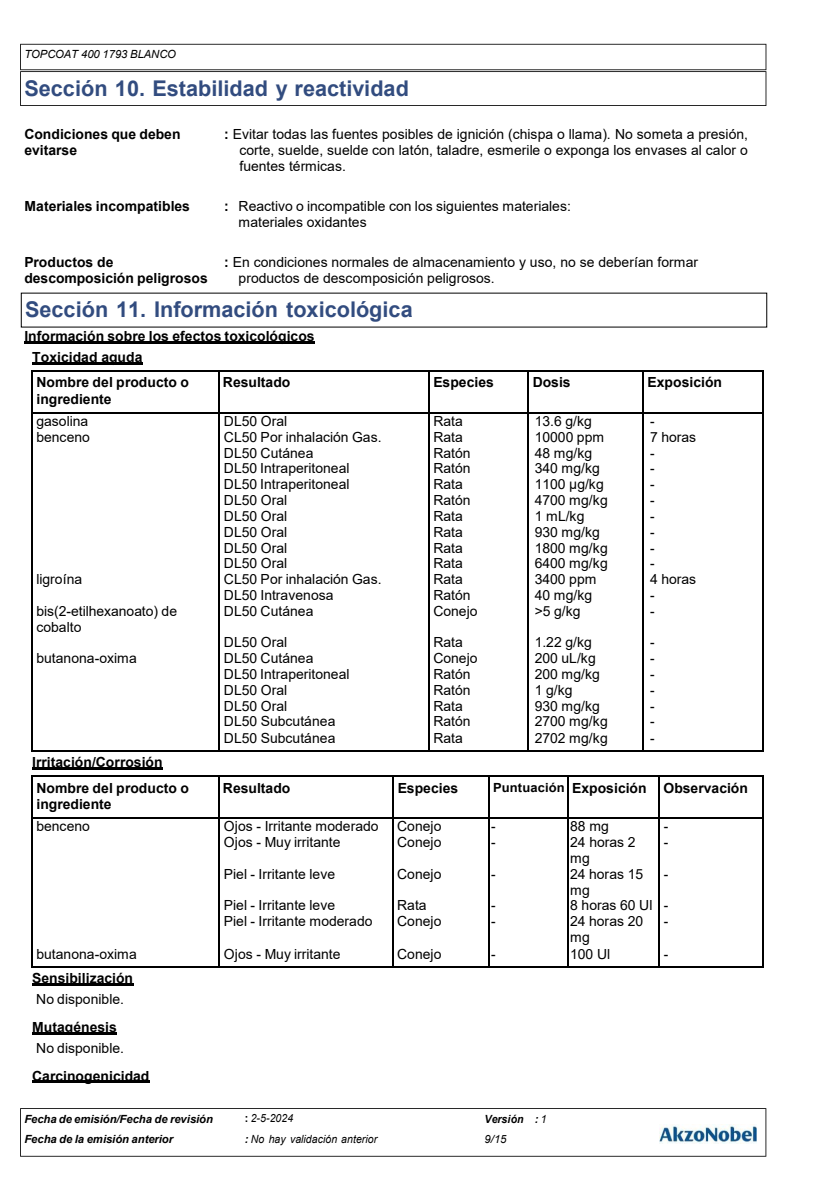 TOPCOAT 400 1793 BLANCO
Sección 10. Estabilidad y reactividad
Condiciones que deben evitarse : Evitar todas las fuentes posibles de ignición (chispa o llama). No someta a presión,
corte, suelde, suelde con latón, taladre, esmerile o exponga los envases al calor o
fuentes térmicas.
Materiales incompatibles : Reactivo o incompatible con los siguientes materiales:
materiales oxidantes
Productos de descomposición peligrosos : En condiciones normales de almacenamiento y uso, no se deberían formar
productos de descomposición peligrosos.
Sección 11. Información toxicológica
Información sobre los efectos toxicológicos
Toxicidad aguda
Nombre del producto o ingrediente Resultado Especies Dosis Exposición
gasolina DL50 Oral Rata 13.6 g/kg -
benceno CL50 Por inhalación Gas. Rata 10000 ppm 7 horas
DL50 Cutánea Ratón 48 mg/kg -
DL50 Intraperitoneal Ratón 340 mg/kg -
DL50 Intraperitoneal Rata 1100 µg/kg -
DL50 Oral Ratón 4700 mg/kg -
DL50 Oral Rata 1 mL/kg -
DL50 Oral Rata 930 mg/kg -
DL50 Oral Rata 1800 mg/kg -
DL50 Oral Rata 6400 mg/kg -
ligroína CL50 Por inhalación Gas. Rata 3400 ppm 4 horas
DL50 Intravenosa Ratón 40 mg/kg -
bis(2-etilhexanoato) de cobalto DL50 Cutánea Conejo >5 g/kg -
DL50 Oral Rata 1.22 g/kg -
butanona-oxima DL50 Cutánea Conejo 200 uL/kg -
DL50 Intraperitoneal Ratón 200 mg/kg -
DL50 Oral Ratón 1 g/kg -
DL50 Oral Rata 930 mg/kg -
DL50 Subcutánea Ratón 2700 mg/kg -
DL50 Subcutánea Rata 2702 mg/kg -
Irritación/Corrosión
Nombre del producto o ingrediente Resultado Especies Puntuación Exposición Observación
benceno Ojos - Irritante moderado Conejo - 88 mg -
Ojos - Muy irritante Conejo - 24 horas 2 mg -
Piel - Irritante leve Conejo - 24 horas 15 mg -
Piel - Irritante leve Rata - 8 horas 60 UI -
Piel - Irritante moderado Conejo - 24 horas 20 mg -
butanona-oxima Ojos - Muy irritante Conejo - 100 UI -
Sensibilización
No disponible.
Mutagénesis
No disponible.
Carcinogenicidad
Fecha de emisión/Fecha de revisión : 2-5-2024 Versión : 1
Fecha de la emisión anterior : No hay validación anterior 9/15
AkzoNobel